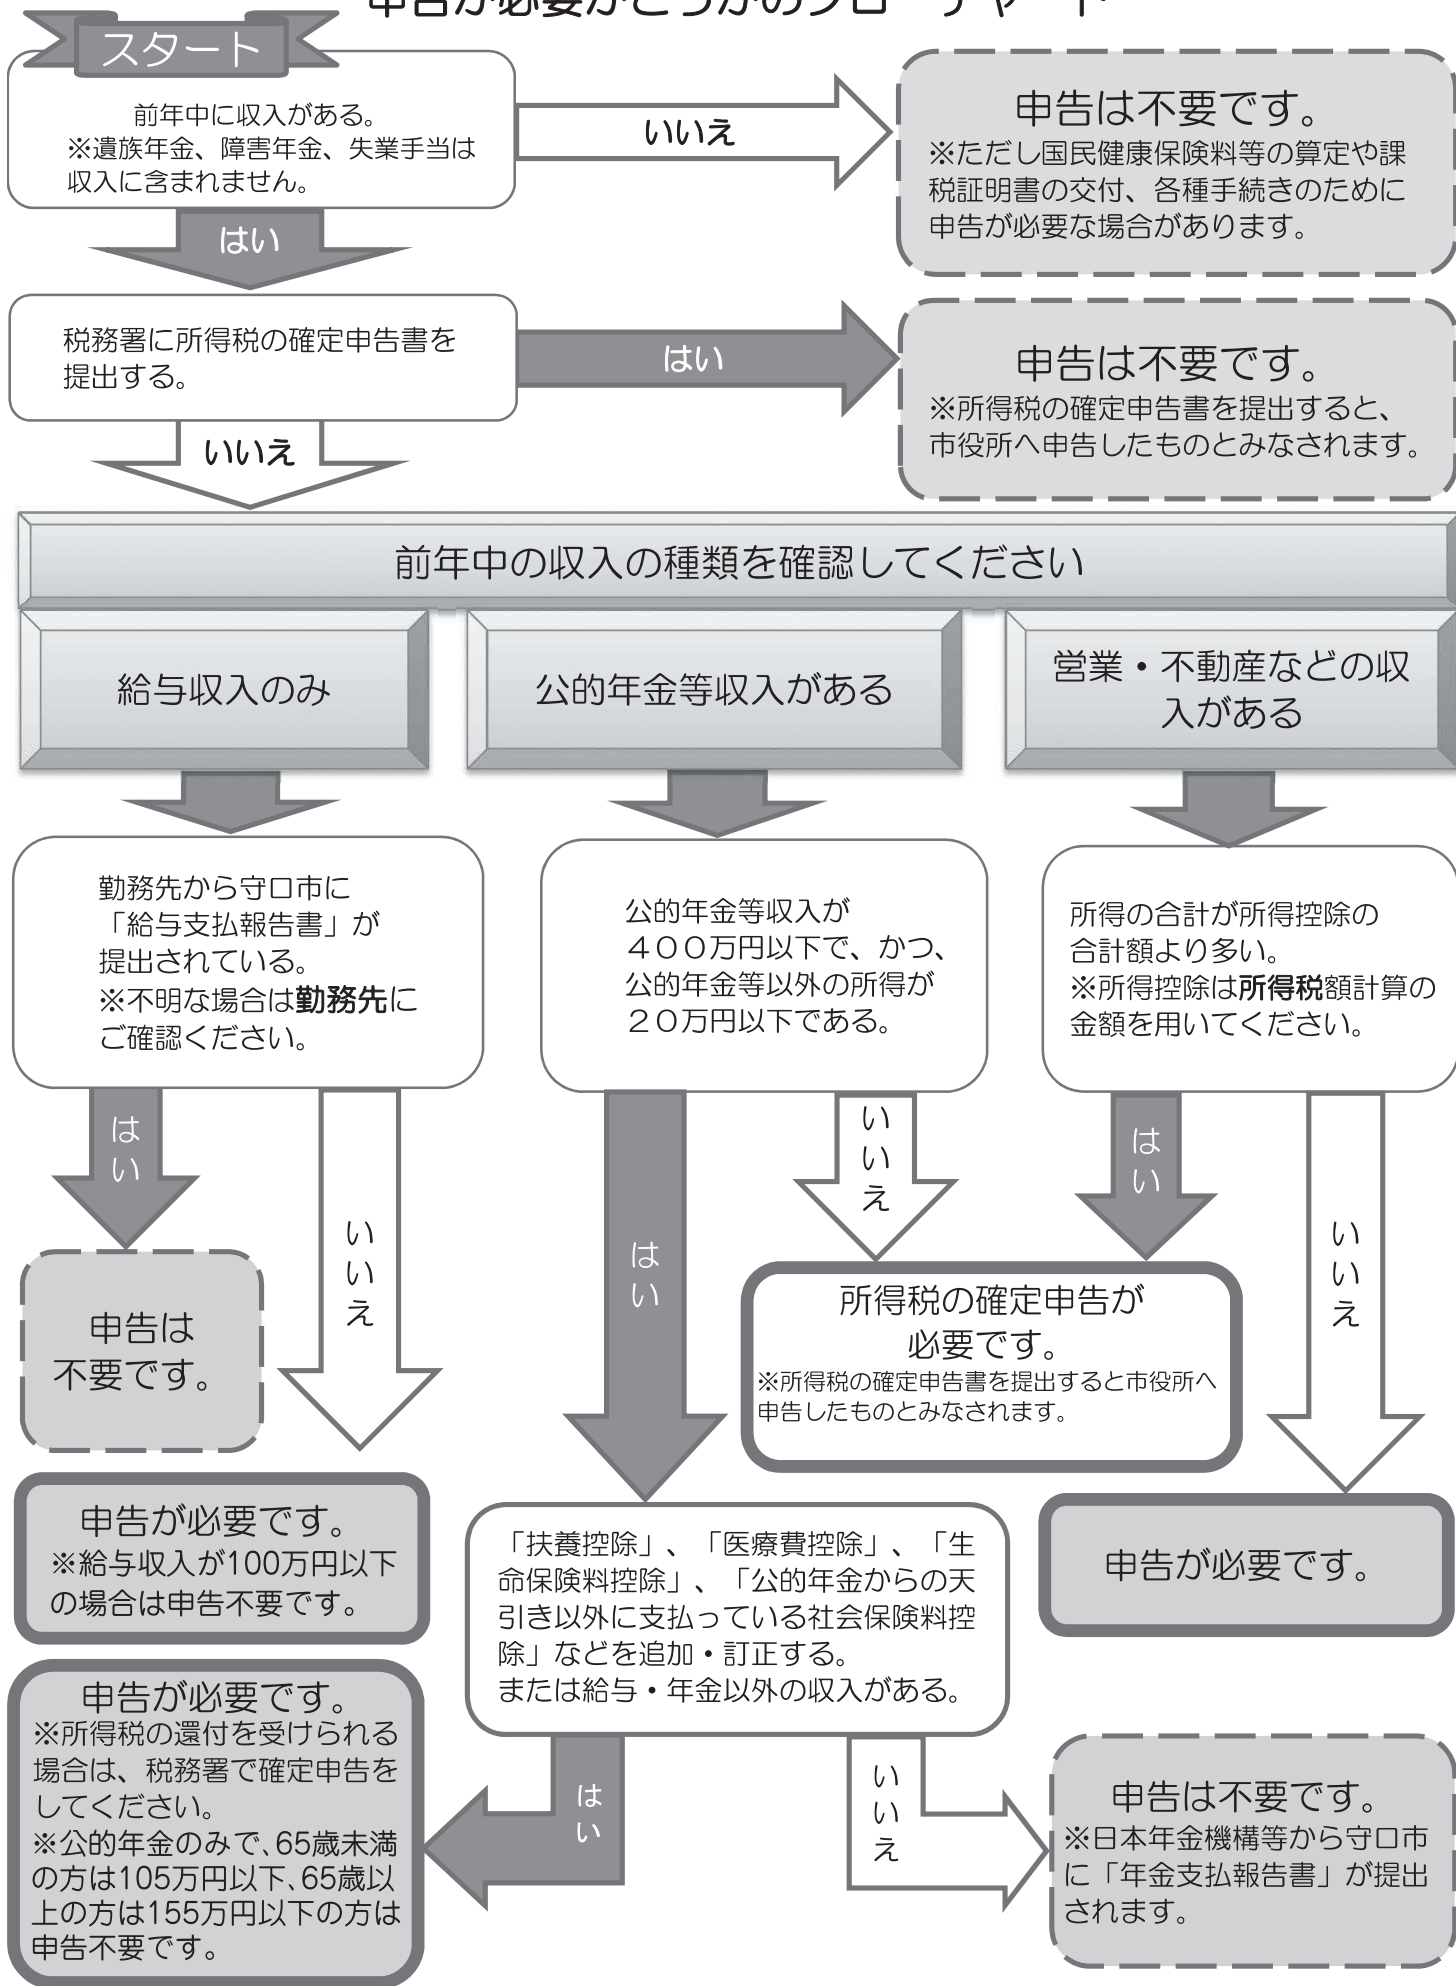 申告が必要かどうかのフローチャート
スタート
前年中に収入がある。
※遺族年金、障害年金、失業手当は
収入に含まれません。
いいえ
申告は不要です。
※ただし国民健康保険料等の算定や課
税証明書の交付、各種手続きのために
申告が必要な場合があります。
はい
税務署に所得税の確定申告書を
提出する。
はい
申告は不要です。
※所得税の確定申告書を提出すると、
市役所へ申告したものとみなされます。
いいえ
前年中の収入の種類を確認してください
給与収入のみ
公的年金等収入がある
営業・不動産などの収
入がある
勤務先から守口市に
「給与支払報告書」が
提出されている。
※不明な場合は勤務先に
ご確認ください。
公的年金等収入が
400万円以下で、かつ、
公的年金等以外の所得が
20万円以下である。
所得の合計が所得控除の
合計額より多い。
※所得控除は所得税額計算の
金額を用いてください。
はい
いいえ
はい
いいえ
はい
いいえ
申告は
不要です。
所得税の確定申告が
必要です。
※所得税の確定申告書を提出すると市役所へ
申告したものとみなされます。
申告が必要です。
※給与収入が100万円以下
の場合は申告不要です。
「扶養控除」、「医療費控除」、「生
命保険料控除」、「公的年金からの天
引き以外に支払っている社会保険料控
除」などを追加・訂正する。
または給与・年金以外の収入がある。
申告が必要です。
はい
いいえ
申告が必要です。
※所得税の還付を受けられる
場合は、税務署で確定申告を
してください。
※公的年金のみで、65歳未満
の方は105万円以下、65歳以
上の方は155万円以下の方は
申告不要です。
申告は不要です。
※日本年金機構等から守口市
に「年金支払報告書」が提出
されます。